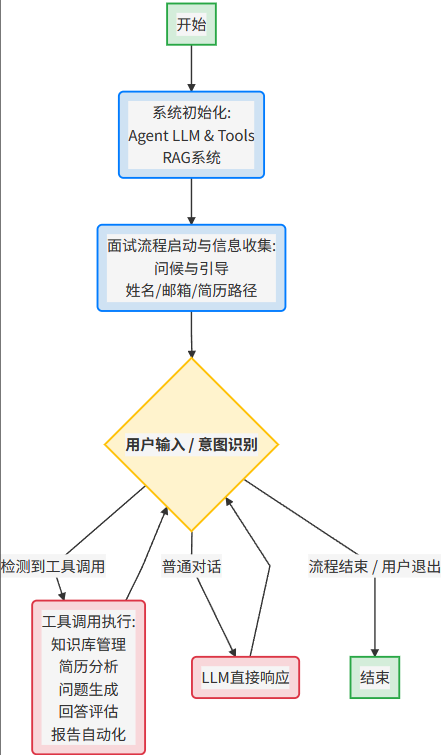 开始
系统初始化:
Agent LLM & Tools
RAG系统
面试流程启动与信息收集:
问候与引导
姓名/邮箱/简历路径
用户输入 / 意图识别
检测到工具调用
普通对话
流程结束 / 用户退出
工具调用执行:
知识库管理
简历分析
问题生成
回答评估
报告自动化
LLM直接响应
结束